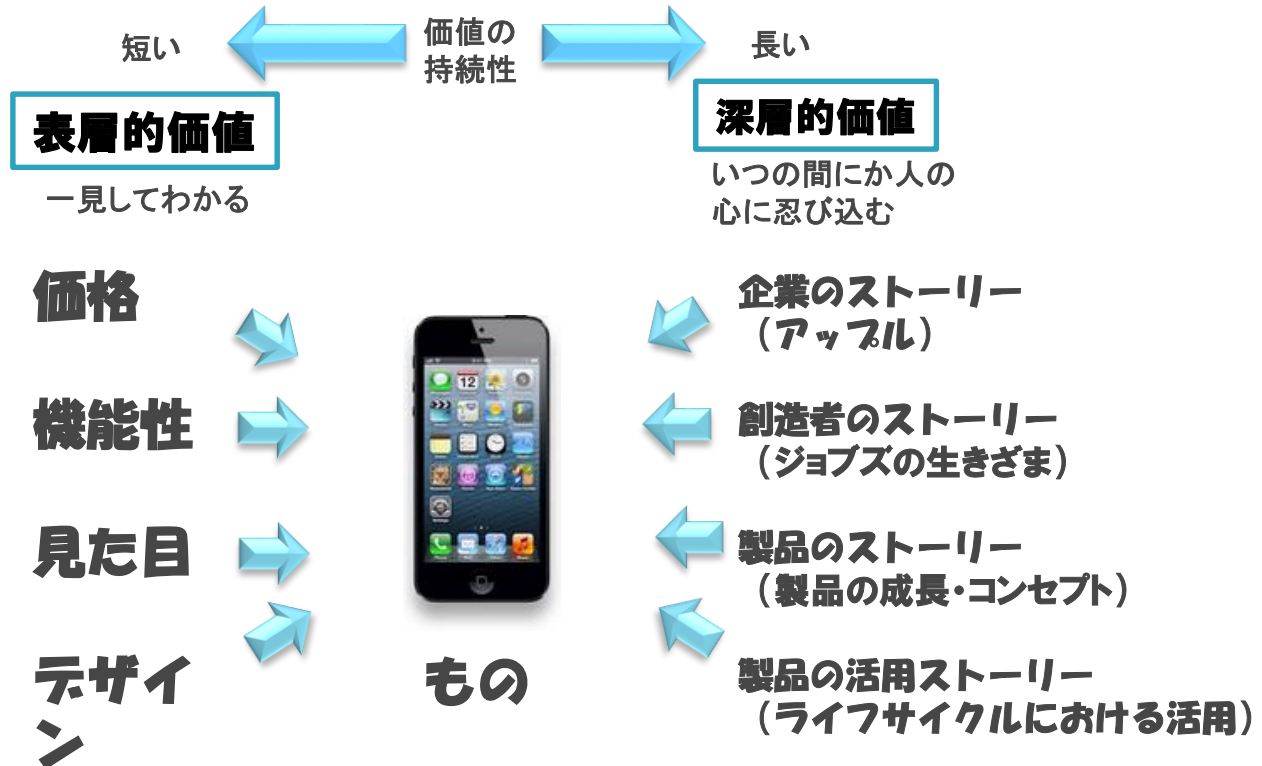 短い
価値の
持続性
長い
表層的価値
一見してわかる
深層的価値
いつの間にか人の
心に忍び込む
価格
機能性
見た目
デザイ
ン
12
もの
企業のストーリー
（アップル）
創造者のストーリー
（ジョブズの生きざま）
製品のストーリー
（製品の成長・コンセプト）
製品の活用ストーリー
（ライフサイクルにおける活用）